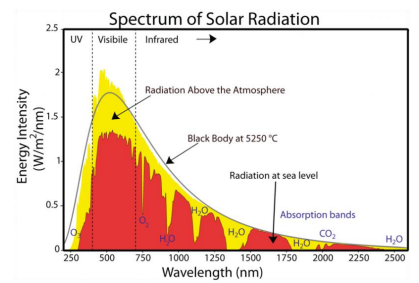 Spectrum of Solar Radiation
UV Visibile Infrared
Radiation Above the Atmosphere
Black Body at 5250 °C
Radiation at sea level
Absorption bands
O₃
O₂
H₂O
H₂O
H₂O
H₂O
CO₂
H₂O
Energy Intensity
(W/m²/nm)
2.5
2
1.5
1
0.5
0
250 500 750 1000 1250 1500 1750 2000 2250 2500
Wavelength (nm)